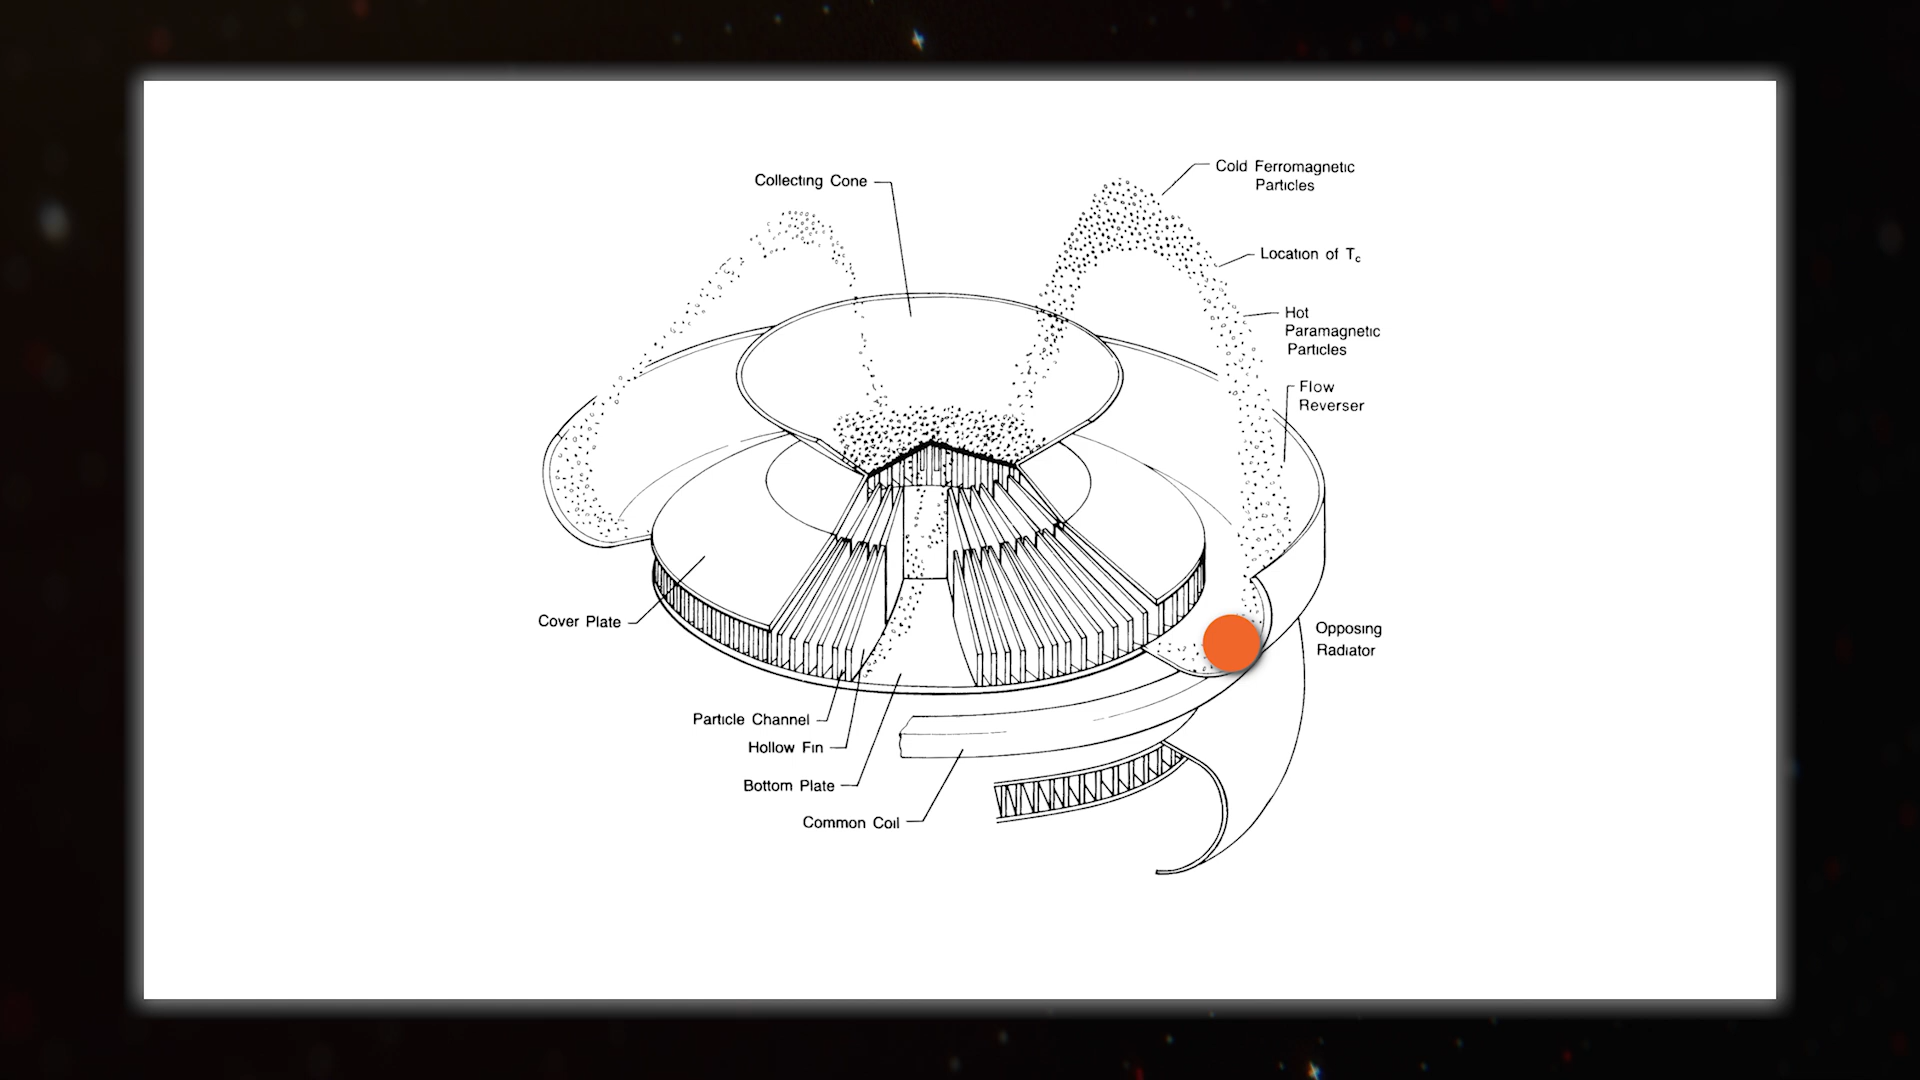 Collecting Cone
Cold Ferromagnetic
Particles
Location of Tc
Hot
Paramagnetic
Particles
Flow
Reverser
Cover Plate
Opposing
Radiator
Particle Channel
Hollow Fin
Bottom Plate
Common Coil